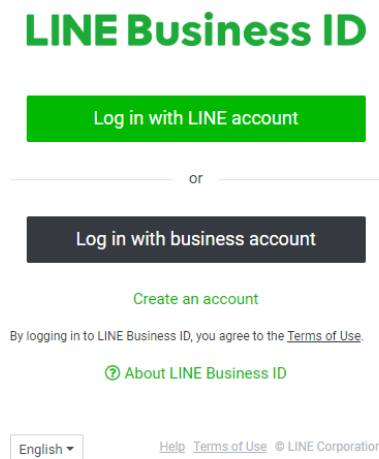 LINE Business ID
Log in with LINE account
or
Log in with business account
Create an account
By logging in to LINE Business ID, you agree to the Terms of Use.
About LINE Business ID
English
Help Terms of Use © LINE Corporation